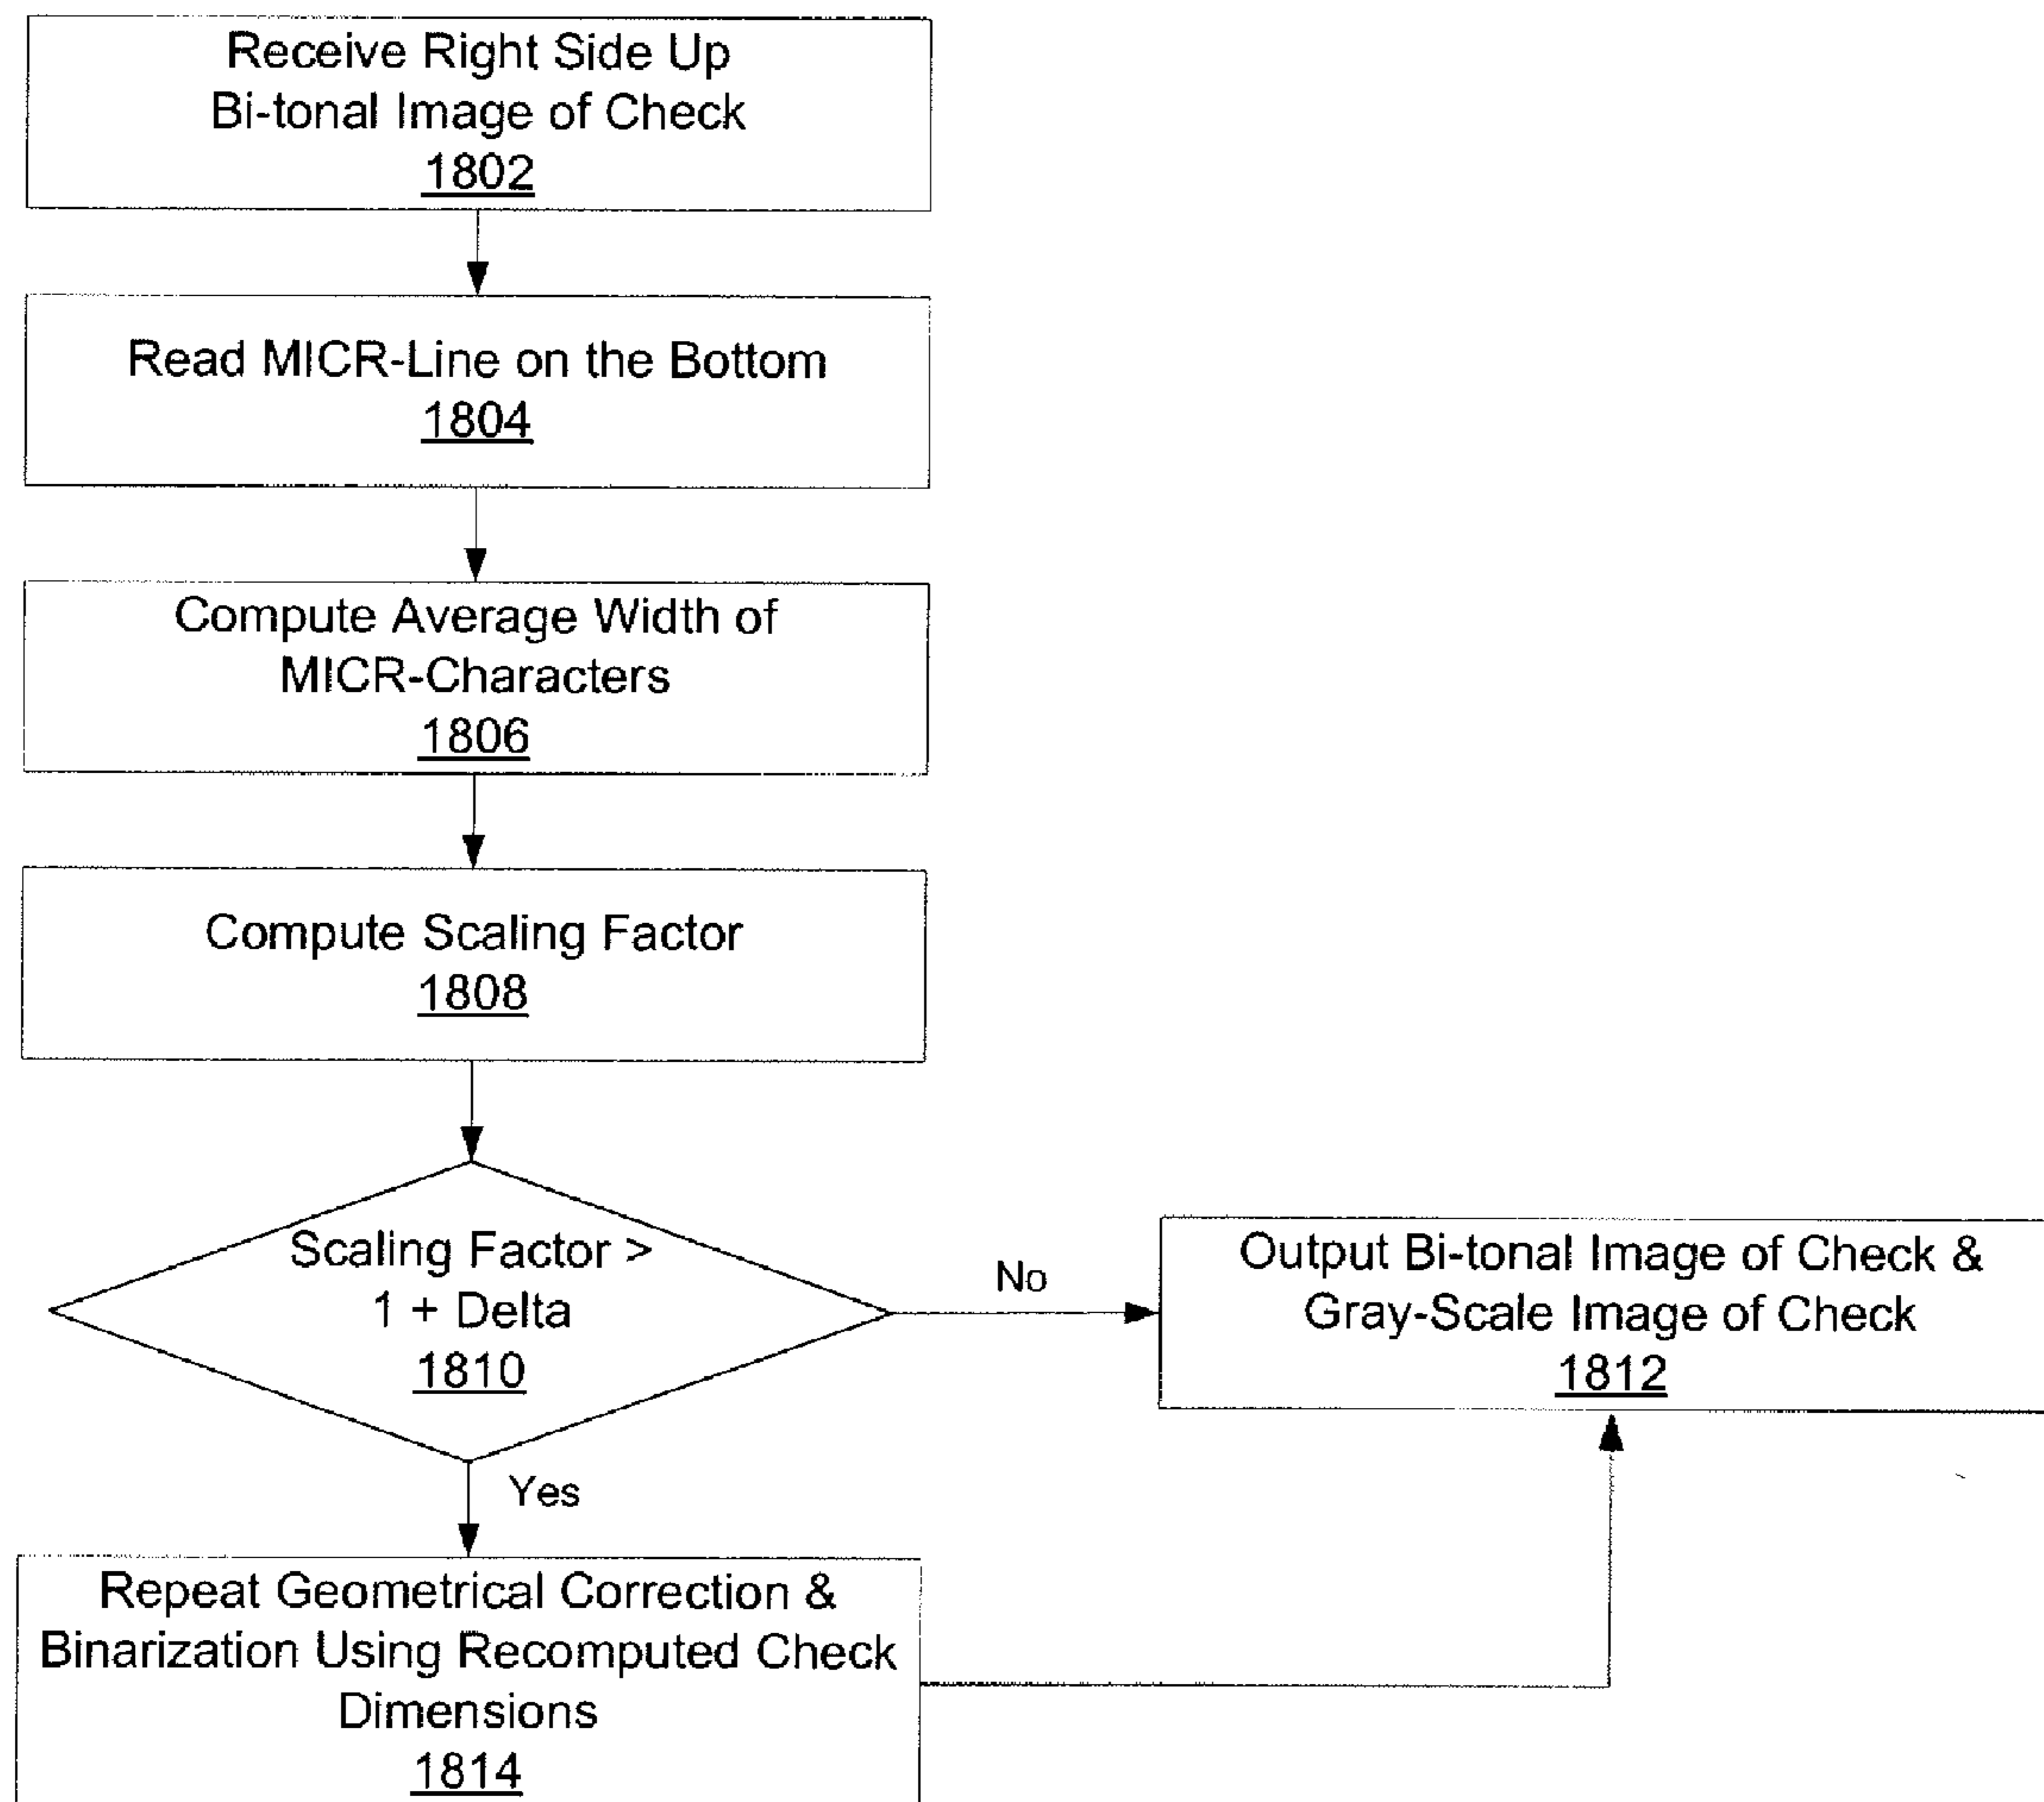 Receive Right Side Up
Bi-tonal Image of Check
1802
Read MICR-Line on the Bottom
1804
Compute Average Width of
MICR-Characters
1806
Compute Scaling Factor
1808
Scaling Factor >
1 + Delta
1810
No
Output Bi-tonal Image of Check &
Gray-Scale Image of Check
1812
Yes
Repeat Geometrical Correction &
Binarization Using Recomputed Check
Dimensions
1814